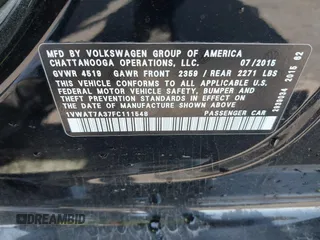 MFD BY VOLKSWAGEN GROUP OF AMERICA
CHATTANOOGA OPERATIONS, LLC. 07/2015
GVWR 4519 GAWR FRONT 2359 / REAR 2271 LBS
THIS VEHICLE CONFORMS TO ALL APPLICABLE
FEDERAL MOTOR VEHICLE SAFETY, BUMPER AND
THEFT PREVENTION STANDARDS IN EFFECT ON THE
DATE OF MANUFACTURE SHOWN ABOVE.
1VWAT7A37FC111548 PASSENGER CAR
2015 62
DREAMBID